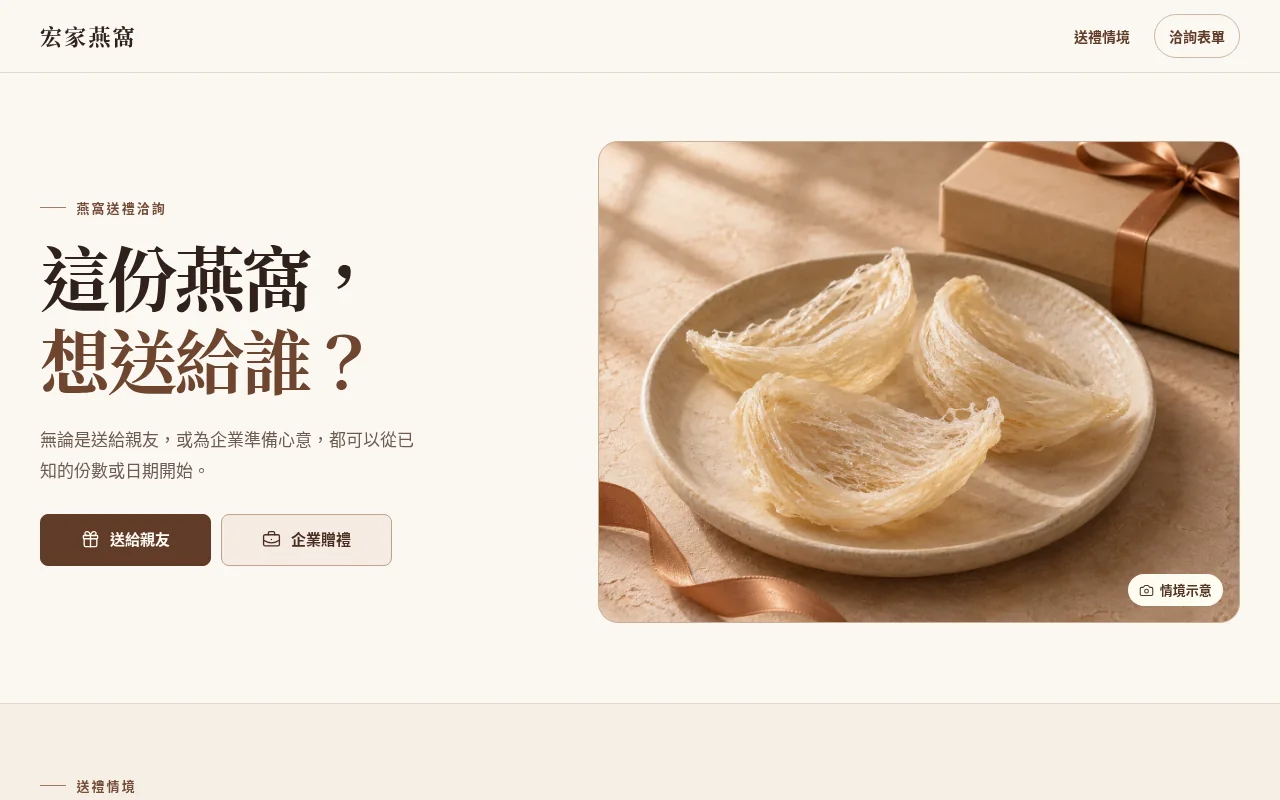 宏家燕窩
送禮情境
洽詢表單
燕窩送禮洽詢
這份燕窩，
想送給誰？
無論是送給親友，或為企業準備心意，都可以從已
知的份數或日期開始。
送給親友
企業贈禮
情境示意
送禮情境